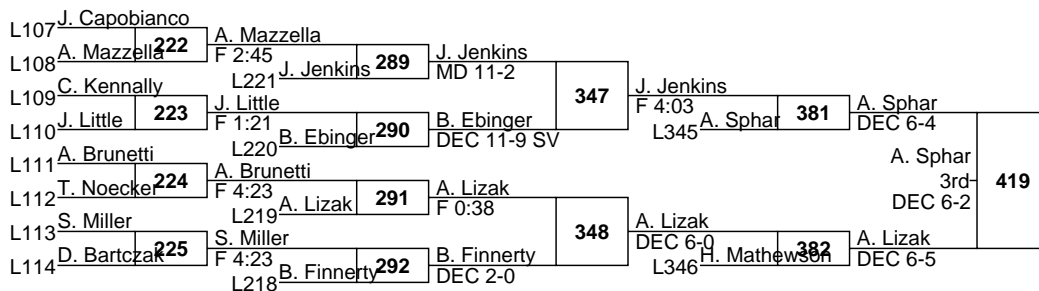 L107 J. Capobianco
222
L108 A. Mazzella
A. Mazzella
F 2:45
L221 J. Jenkins
289
J. Jenkins
MD 11-2
L109 C. Kennally
223
L110 J. Little
J. Little
F 1:21
L220 B. Ebinger
290
B. Ebinger
DEC 11-9 SV
347
J. Jenkins
F 4:03
L345 A. Sphar
381
A. Sphar
DEC 6-4
L111 A. Brunetti
224
L112 T. Noecker
A. Brunetti
F 4:23
L219 A. Lizak
291
A. Lizak
F 0:38
L113 S. Miller
225
L114 D. Bartczak
S. Miller
F 4:23
L218 B. Finnerty
292
B. Finnerty
DEC 2-0
348
A. Lizak
DEC 6-0
L346 H. Mathewson
382
A. Lizak
DEC 6-5
A. Sphar
3rd
DEC 6-2
419